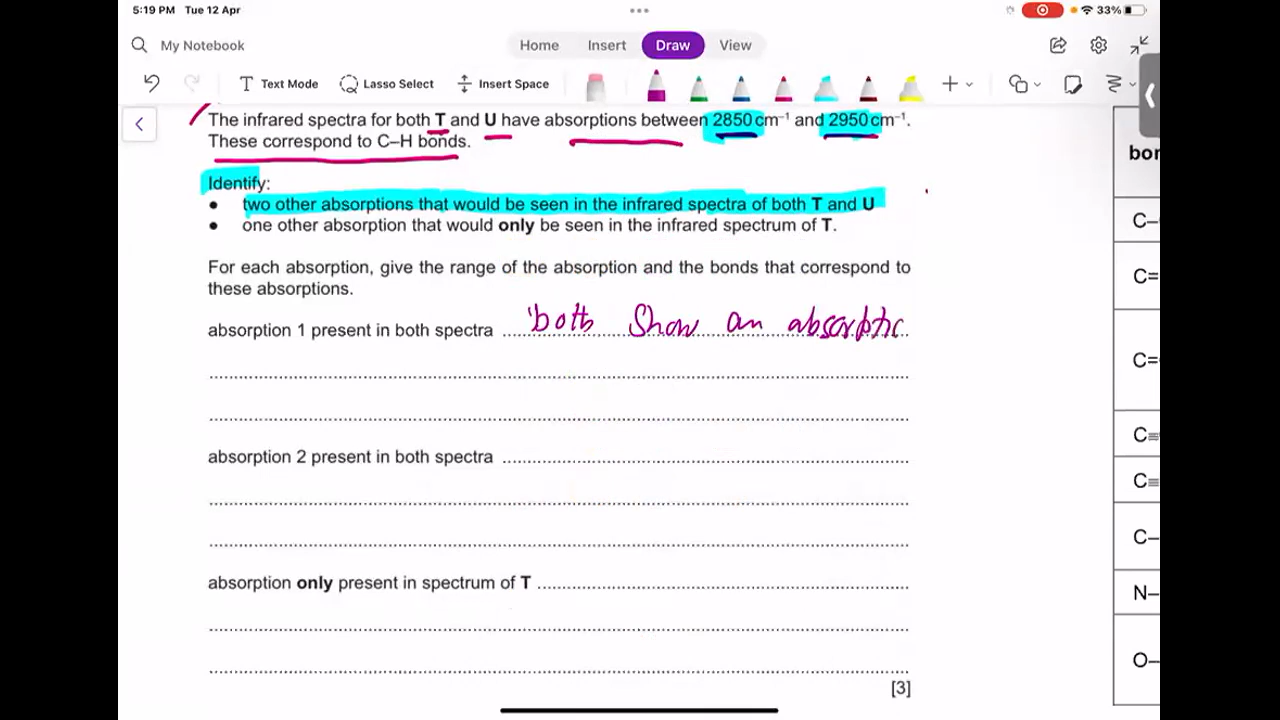 5:19 PM Tue 12 Apr
33%
My Notebook
Home Insert Draw View
Text Mode Lasso Select Insert Space
The infrared spectra for both T and U have absorptions between 2850 cm⁻¹ and 2950 cm⁻¹.
These correspond to C–H bonds.
Identify:
• two other absorptions that would be seen in the infrared spectra of both T and U
• one other absorption that would only be seen in the infrared spectrum of T.
For each absorption, give the range of the absorption and the bonds that correspond to
these absorptions.
absorption 1 present in both spectra both show an absorptio
absorption 2 present in both spectra
absorption only present in spectrum of T
[3]
bor
C–
C=
C=
C≡
C≡
C–
N–
O–